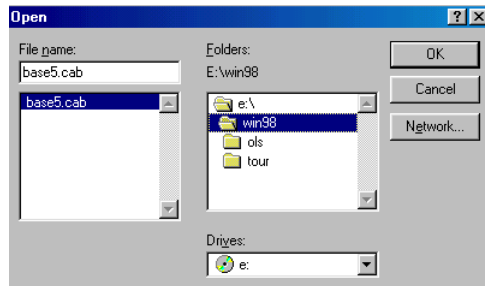 Open
File name:
base5.cab
base5.cab
Folders:
E:\win98
e:\
win98
ols
tour
Drives:
e:
OK
Cancel
Network...